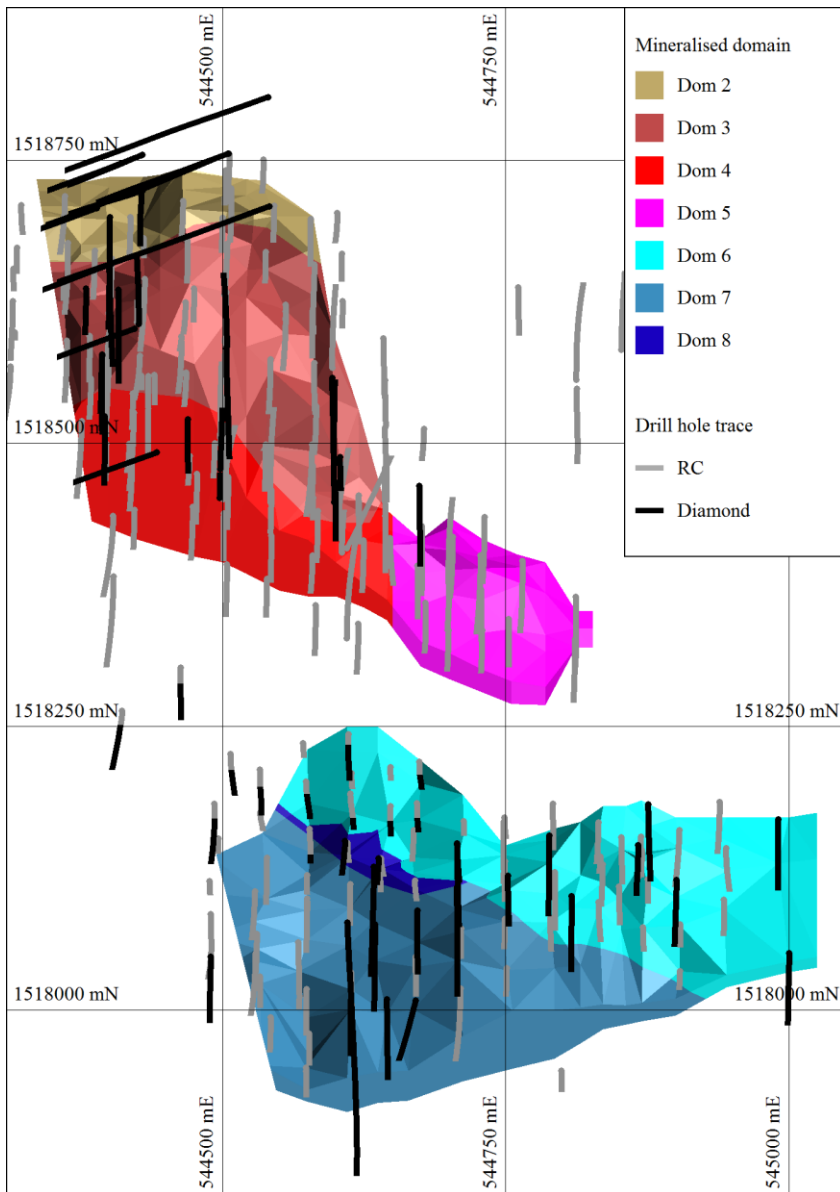 544500 mE
544750 mE
Mineralised domain
Dom 2
Dom 3
Dom 4
Dom 5
Dom 6
Dom 7
Dom 8
Drill hole trace
RC
Diamond
1518750 mN
1518500 mN
1518250 mN
1518250 mN
1518000 mN
1518000 mN
544500 mE
544750 mE
545000 mE